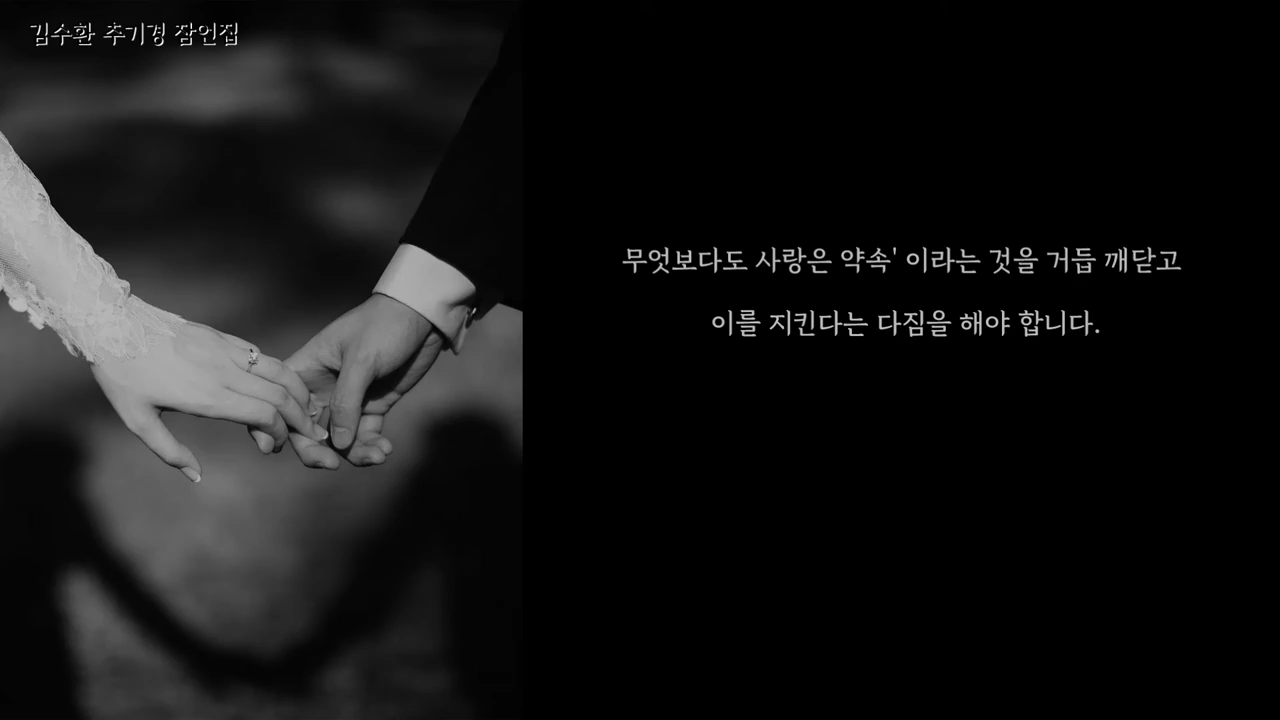 김수환 추기경 잠언집
무엇보다도 사랑은 약속' 이라는 것을 거듭 깨닫고
이를 지킨다는 다짐을 해야 합니다.